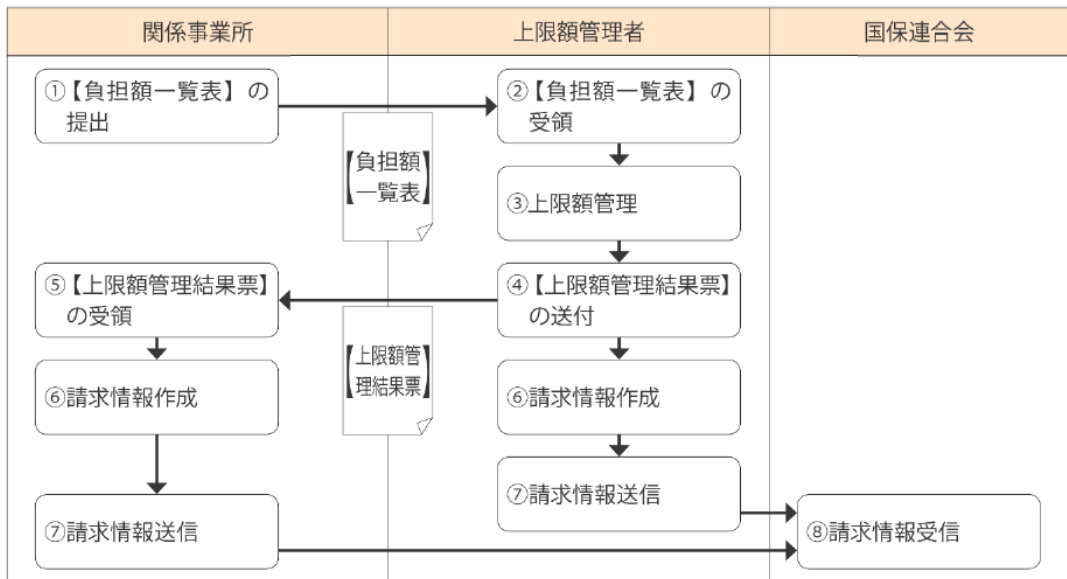 関係事業所
上限額管理者
国保連合会
①【負担額一覧表】の
提出
②【負担額一覧表】の
受領
【負担額
一覧表】
③上限額管理
⑤【上限額管理結果票】
の受領
④【上限額管理結果票】
の送付
【上限額管
理結果票】
⑥請求情報作成
⑥請求情報作成
⑦請求情報送信
⑦請求情報送信
⑧請求情報受信